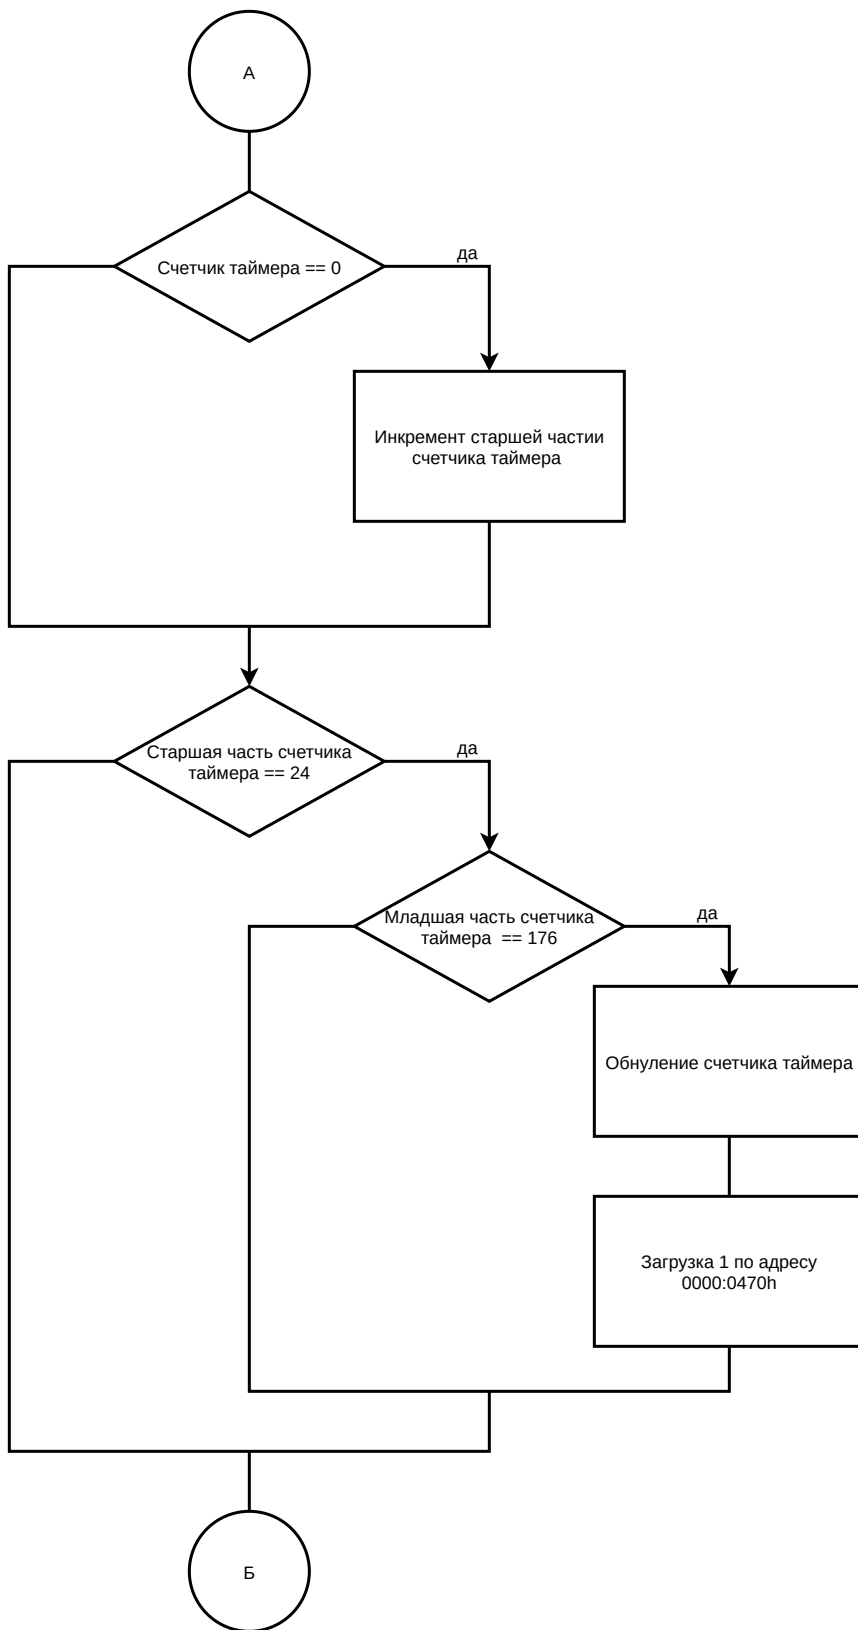 А
да
Счетчик таймера == 0
Инкремент старшей частии
счетчика таймера
да
Старшая часть счетчика
таймера == 24
да
Младшая часть счетчика
таймера  == 176
Обнуление счетчика таймера
Загрузка 1 по адресу
0000:0470h
Б